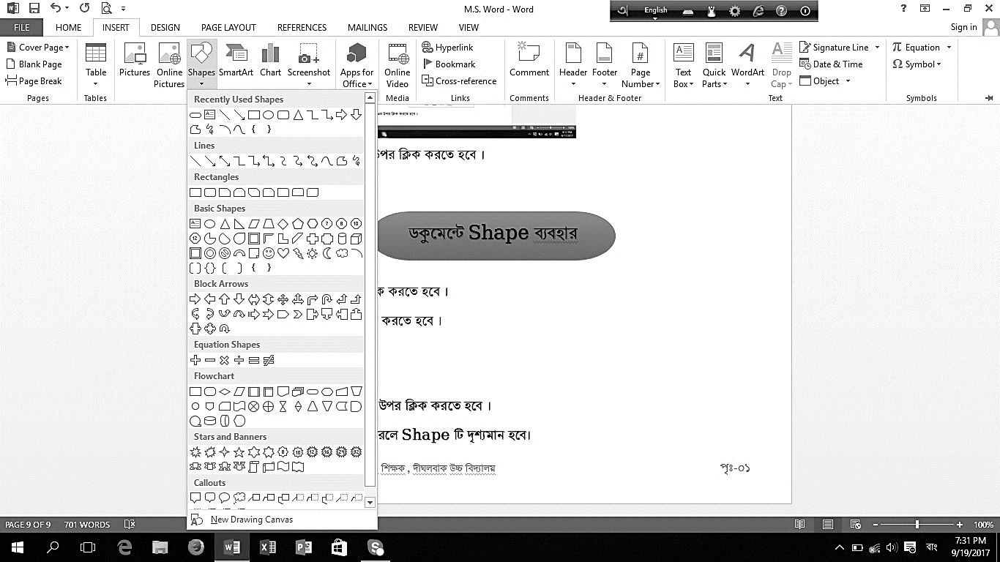 M.S. Word - Word
English
Sign in
FILE HOME INSERT DESIGN PAGE LAYOUT REFERENCES MAILINGS REVIEW VIEW
Cover Page
Blank Page
Page Break
Pages
Table
Tables
Pictures
Online Pictures
Shapes
SmartArt
Chart
Screenshot
Apps for Office
Online Video
Media
Hyperlink
Bookmark
Cross-reference
Links
Comment
Comments
Header
Footer
Page Number
Header & Footer
Text Box
Quick Parts
WordArt
Drop Cap
Signature Line
Date & Time
Object
Text
Equation
Symbol
Symbols
Recently Used Shapes
Lines
Rectangles
Basic Shapes
Block Arrows
Equation Shapes
Flowchart
Stars and Banners
Callouts
New Drawing Canvas
উপর ক্লিক করতে হবে ।
ডকুমেন্টে Shape ব্যবহার
ক করতে হবে ।
করতে হবে ।
উপর ক্লিক করতে হবে ।
রলে Shape টি দৃশ্যমান হবে।
শিক্ষক , দীঘলবাক উচ্চ বিদ্যালয়
পৃঃ-০১
PAGE 9 OF 9 701 WORDS
100%
বাং
7:31 PM
9/19/2017